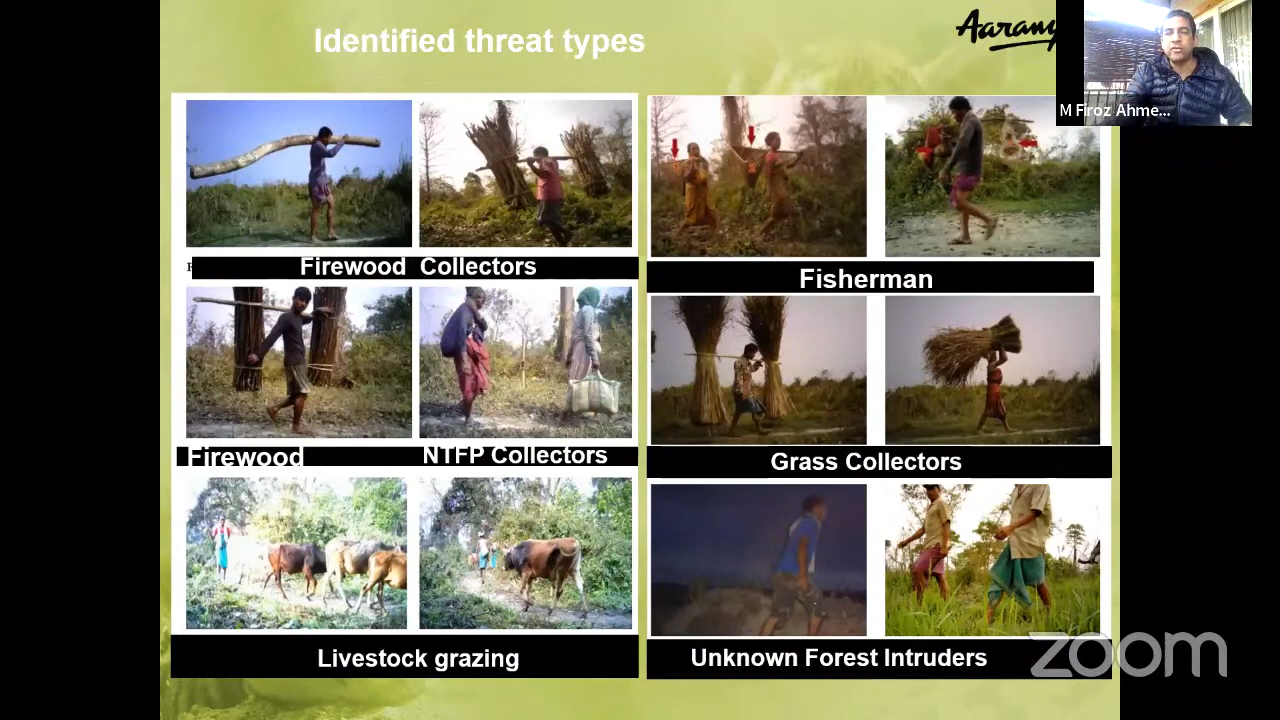 Identified threat types
M Firoz Ahme...
Firewood Collectors
Fisherman
Firewood
NTFP Collectors
Grass Collectors
Livestock grazing
Unknown Forest Intruders
zoom